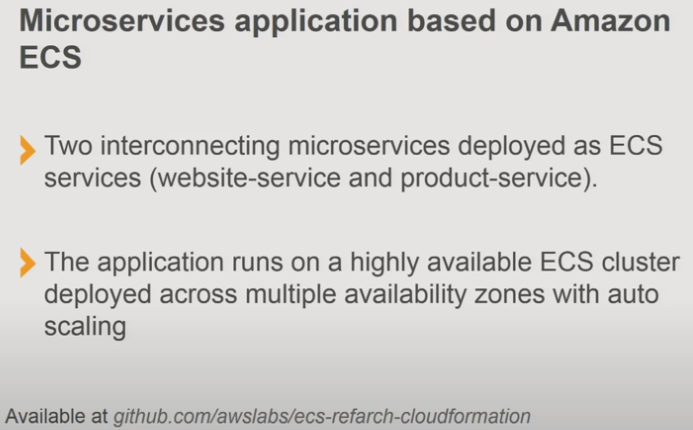 Microservices application based on Amazon
ECS
Two interconnecting microservices deployed as ECS
services (website-service and product-service).
The application runs on a highly available ECS cluster
deployed across multiple availability zones with auto
scaling
Available at github.com/awslabs/ecs-refarch-cloudformation